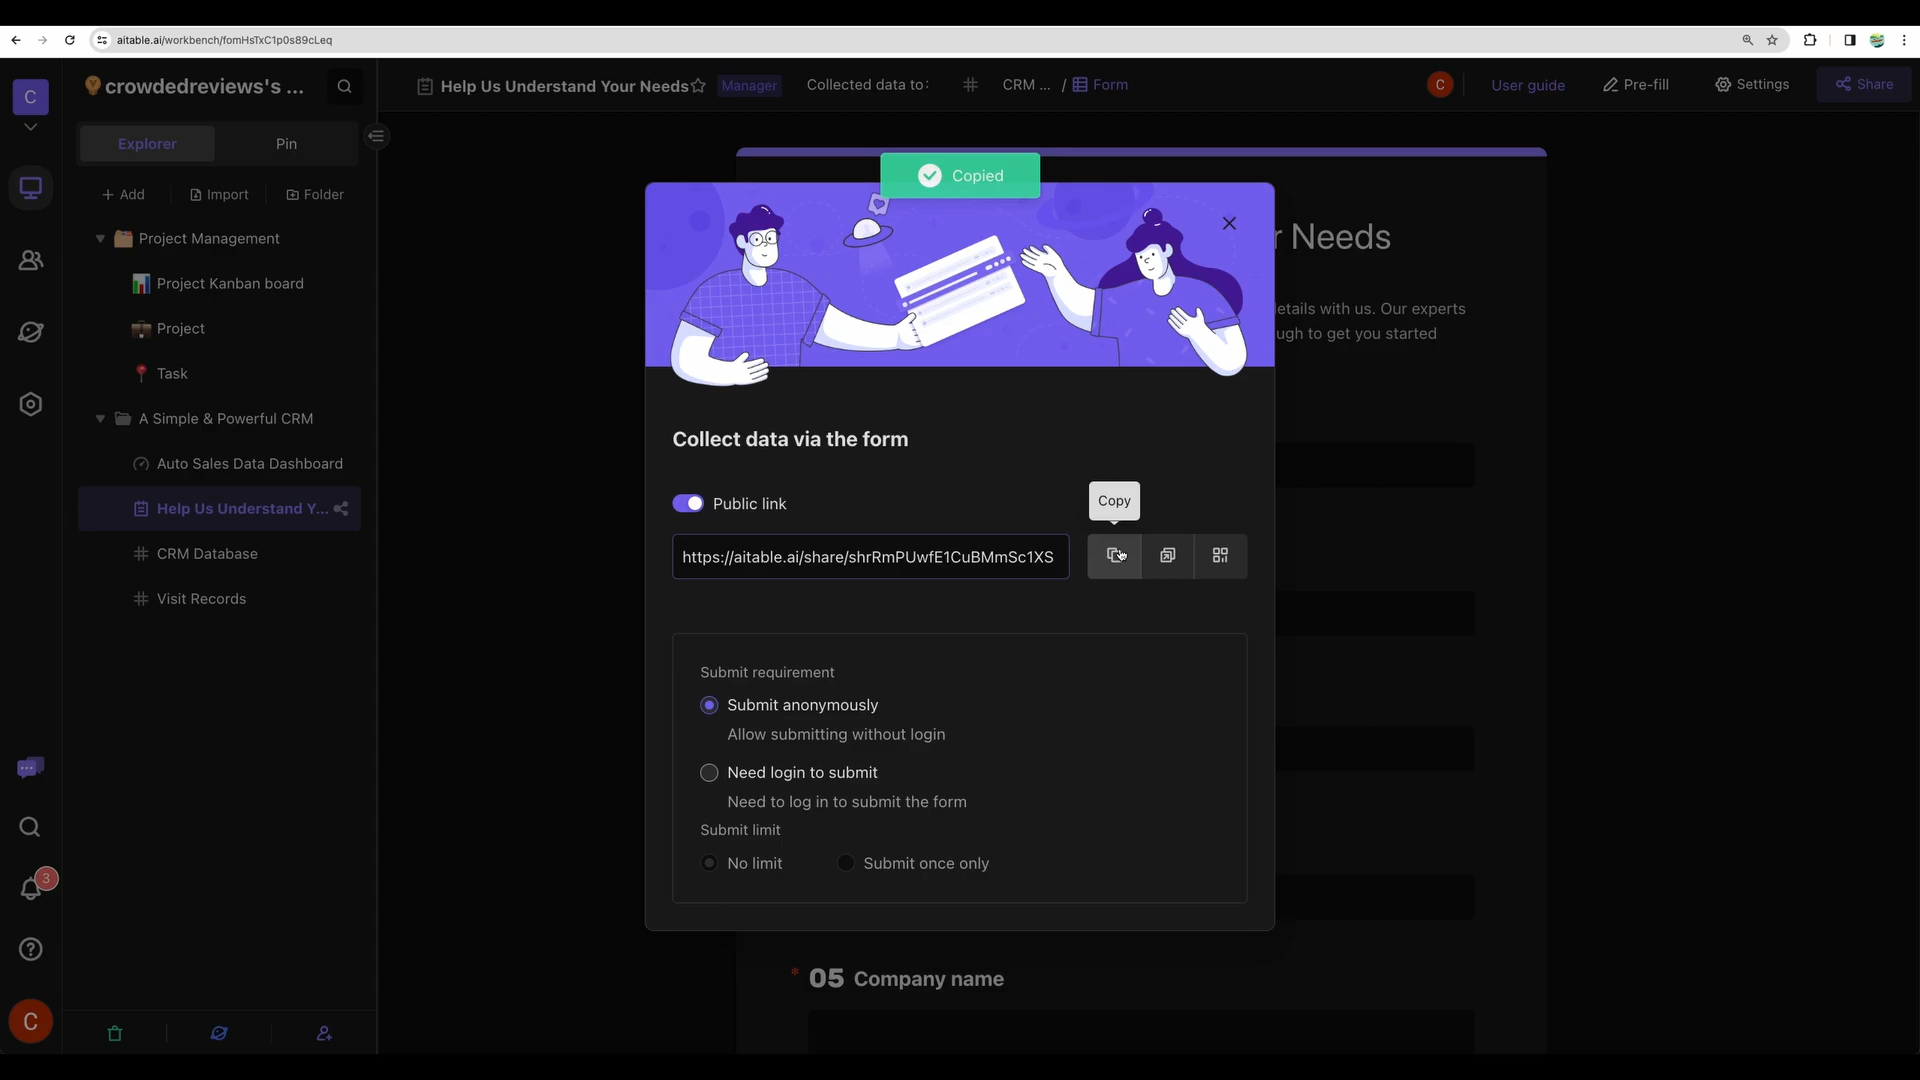 aitable.ai/workbench/fomHsTxC1p0s89cLeq
C
crowdedreviews's ...
Help Us Understand Your Needs
Manager
Collected data to:
CRM ... / Form
C
User guide
Pre-fill
Settings
Share
Explorer
Pin
+ Add
Import
Folder
Project Management
Project Kanban board
Project
Task
A Simple & Powerful CRM
Auto Sales Data Dashboard
Help Us Understand Y...
CRM Database
Visit Records
3
C
Copied
r Needs
etails with us. Our experts
ugh to get you started
Collect data via the form
Public link
Copy
https://aitable.ai/share/shrRmPUwfE1CuBMmSc1XS
Submit requirement
Submit anonymously
Allow submitting without login
Need login to submit
Need to log in to submit the form
Submit limit
No limit
Submit once only
* 05 Company name